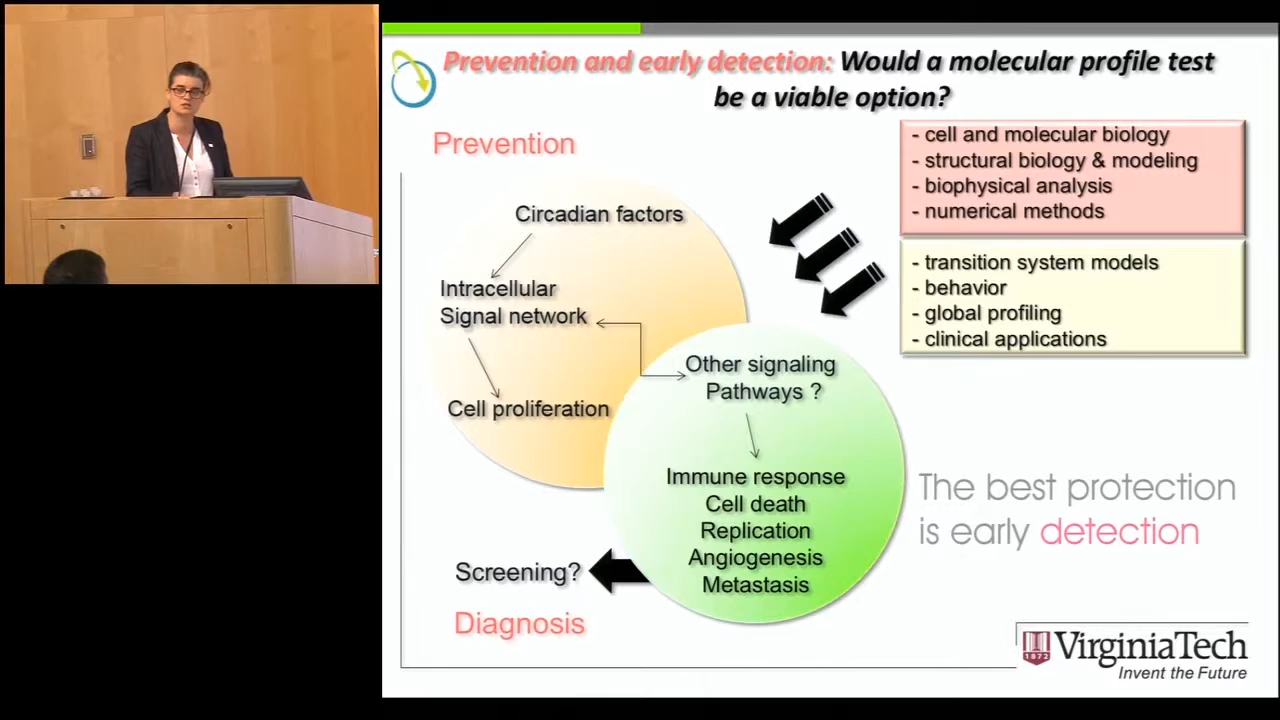 Prevention and early detection: Would a molecular profile test
be a viable option?
Prevention
- cell and molecular biology
- structural biology & modeling
- biophysical analysis
- numerical methods
Circadian factors
- transition system models
- behavior
- global profiling
- clinical applications
Intracellular
Signal network
Other signaling
Pathways ?
Cell proliferation
Immune response
Cell death
Replication
Angiogenesis
Metastasis
The best protection
is early detection
Screening?
Diagnosis
1872
VirginiaTech
Invent the Future